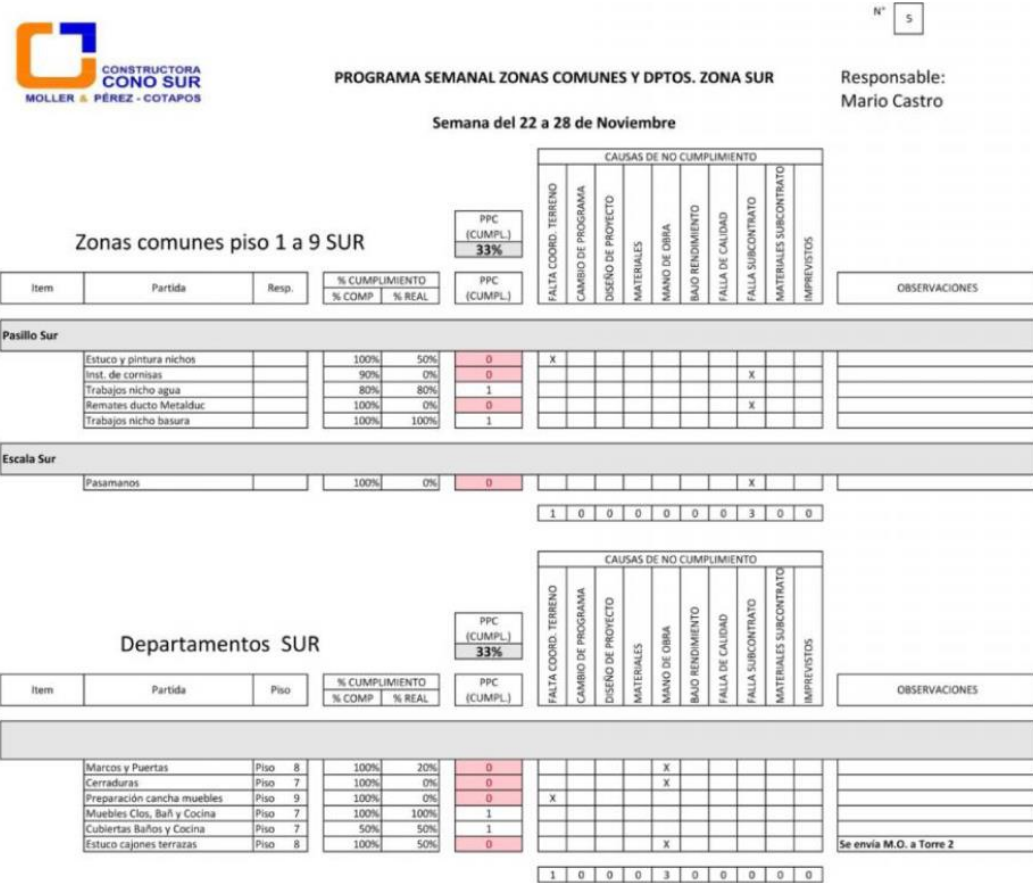 N° 5
CONSTRUCTORA
CONO SUR
MOLLER & PÉREZ - COTAPOS
PROGRAMA SEMANAL ZONAS COMUNES Y DPTOS. ZONA SUR
Responsable:
Mario Castro
Semana del 22 a 28 de Noviembre
Zonas comunes piso 1 a 9 SUR
PPC
(CUMPL.)
33%
CAUSAS DE NO CUMPLIMIENTO
FALTA COORD. TERRENO
CAMBIO DE PROGRAMA
DISEÑO DE PROYECTO
MATERIALES
MANO DE OBRA
BAJO RENDIMIENTO
FALLA DE CALIDAD
FALLA SUBCONTRATO
MATERIALES SUBCONTRATO
IMPREVISTOS
Item Partida Resp. % CUMPLIMIENTO PPC OBSERVACIONES
% COMP % REAL (CUMPL.)
Pasillo Sur
Estuco y pintura nichos 100% 50% 0 X
Inst. de cornisas 90% 0% 0 X
Trabajos nicho agua 80% 80% 1
Remates ducto Metalduc 100% 0% 0 X
Trabajos nicho basura 100% 100% 1
Escala Sur
Pasamanos 100% 0% 0 X
1 0 0 0 0 0 0 3 0 0
Departamentos SUR
PPC
(CUMPL.)
33%
CAUSAS DE NO CUMPLIMIENTO
FALTA COORD. TERRENO
CAMBIO DE PROGRAMA
DISEÑO DE PROYECTO
MATERIALES
MANO DE OBRA
BAJO RENDIMIENTO
FALLA DE CALIDAD
FALLA SUBCONTRATO
MATERIALES SUBCONTRATO
IMPREVISTOS
Item Partida Piso % CUMPLIMIENTO PPC OBSERVACIONES
% COMP % REAL (CUMPL.)
Marcos y Puertas Piso 8 100% 20% 0 X
Cerraduras Piso 7 100% 0% 0 X
Preparación cancha muebles Piso 9 100% 0% 0 X
Muebles Clos, Bañ y Cocina Piso 7 100% 100% 1
Cubiertas Baños y Cocina Piso 7 50% 50% 1
Estuco cajones terrazas Piso 8 100% 50% 0 X Se envía M.O. a Torre 2
1 0 0 0 3 0 0 0 0 0